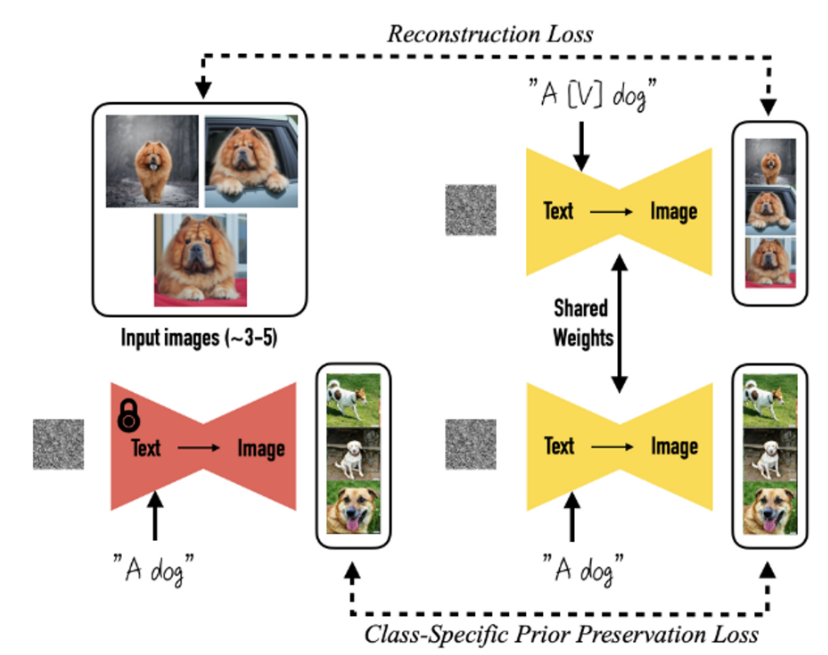 Reconstruction Loss
"A [V] dog"
Text → Image
Input images (~3-5)
Shared
Weights
Text → Image
"A dog"
Text → Image
"A dog"
Class-Specific Prior Preservation Loss